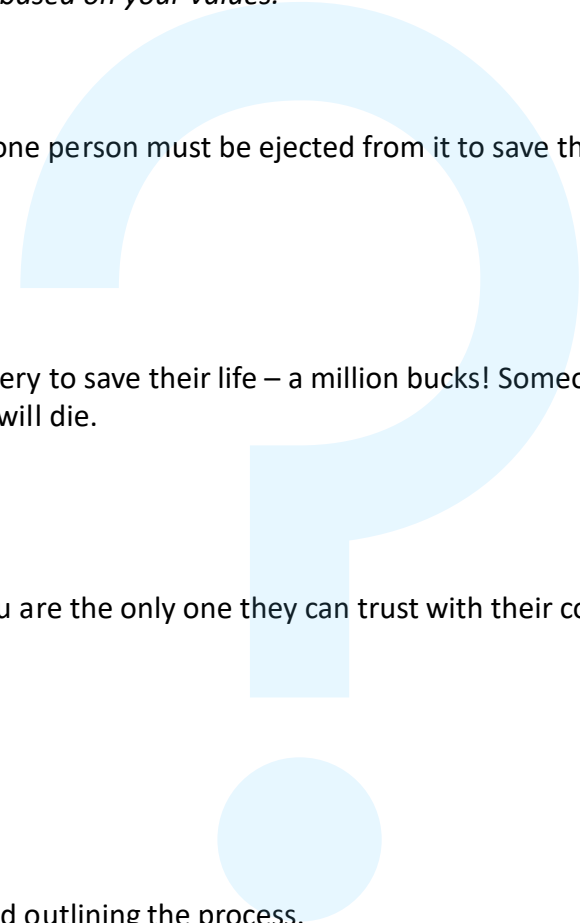 based on your values.
one person must be ejected from it to save th
ery to save their life – a million bucks! Someo
will die.
u are the only one they can trust with their co
d outlining the process.